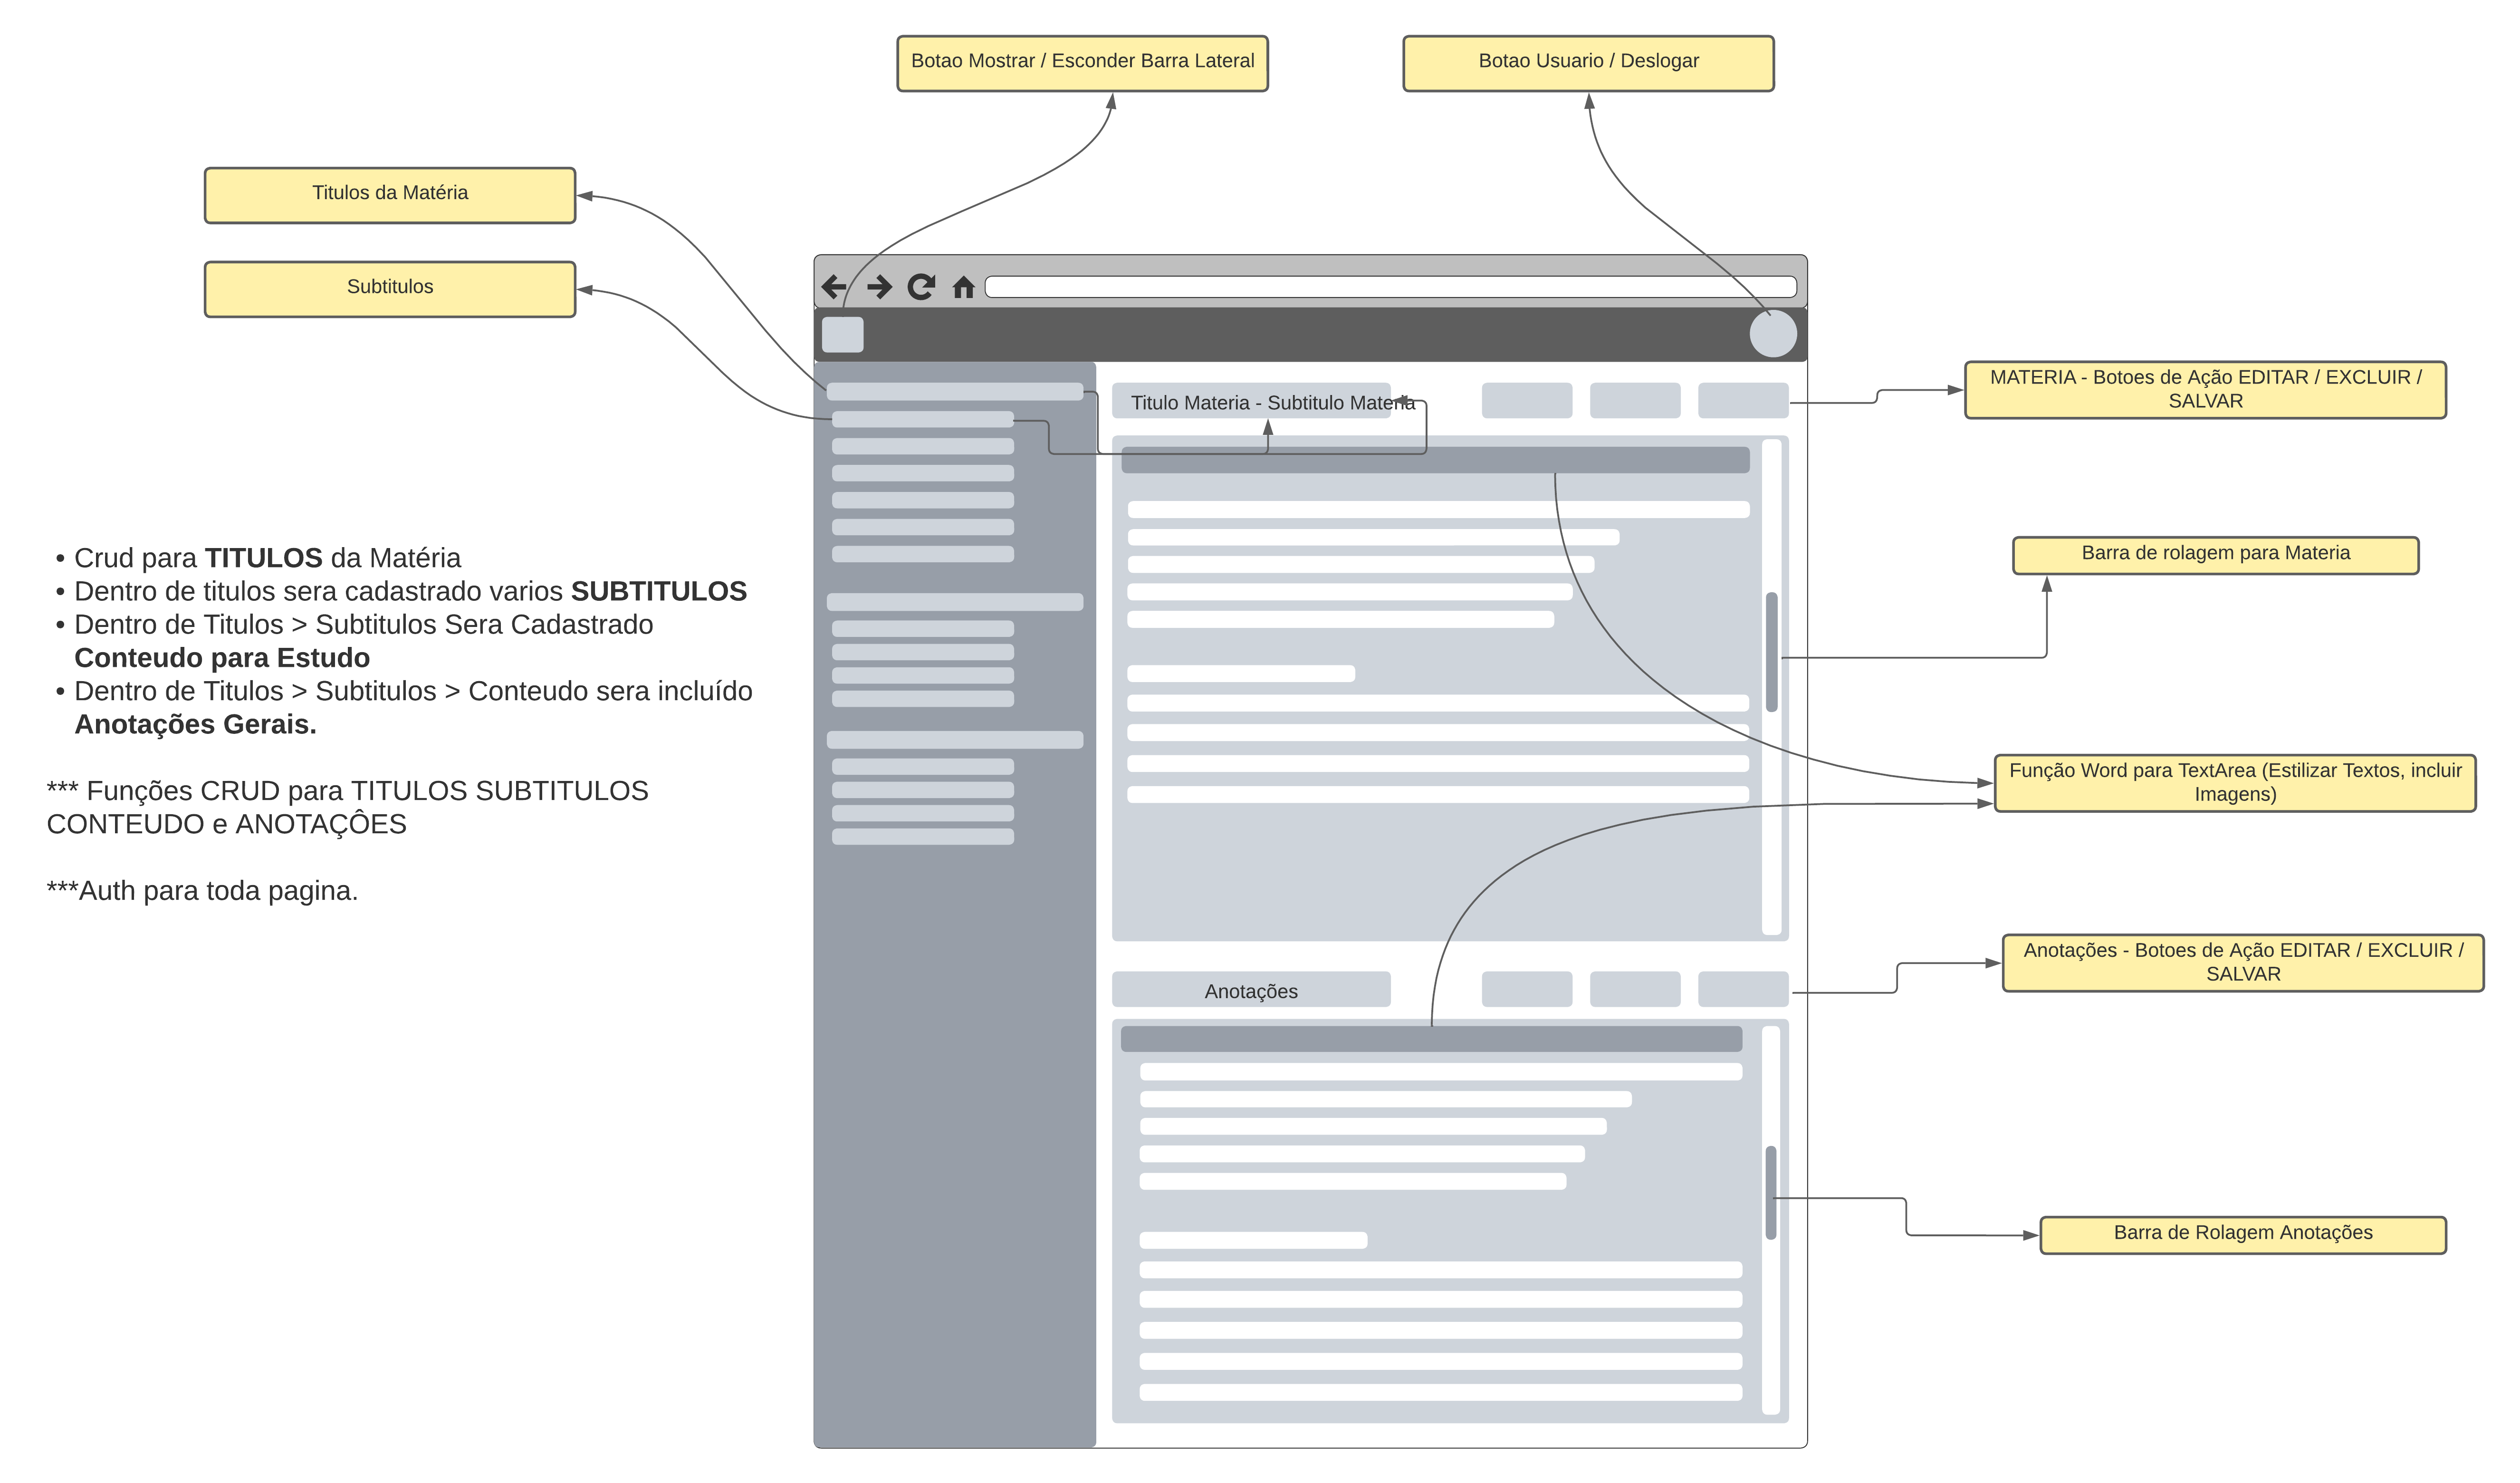 Botao Mostrar / Esconder Barra Lateral
Botao Usuario / Deslogar
Titulos da Matéria
Subtitulos
MATERIA - Botoes de Ação EDITAR / EXCLUIR /
SALVAR
Titulo Materia - Subtitulo Materia
Barra de rolagem para Materia
• Crud para TITULOS da Matéria
• Dentro de titulos sera cadastrado varios SUBTITULOS
• Dentro de Titulos > Subtitulos Sera Cadastrado
Conteudo para Estudo
• Dentro de Titulos > Subtitulos > Conteudo sera incluído
Anotações Gerais.
*** Funções CRUD para TITULOS SUBTITULOS
CONTEUDO e ANOTAÇÔES
***Auth para toda pagina.
Função Word para TextArea (Estilizar Textos, incluir
Imagens)
Anotações - Botoes de Ação EDITAR / EXCLUIR /
SALVAR
Anotações
Barra de Rolagem Anotações